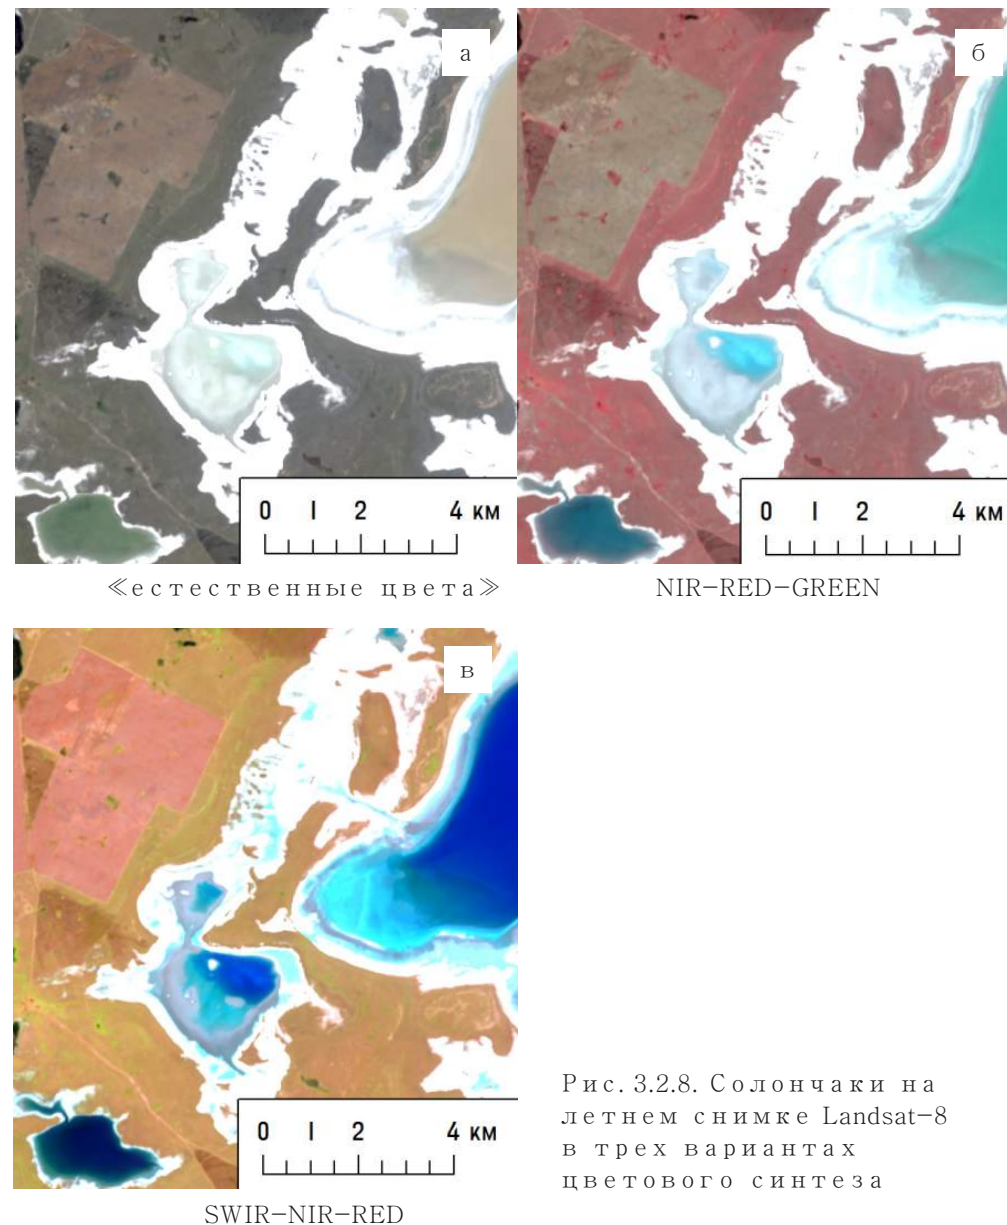 а
б
0 1 2 4 км
0 1 2 4 км
«естественные цвета»
NIR-RED-GREEN
в
0 1 2 4 км
SWIR-NIR-RED
Рис. 3.2.8. Солончаки на
летнем снимке Landsat-8
в трех вариантах
цветового синтеза